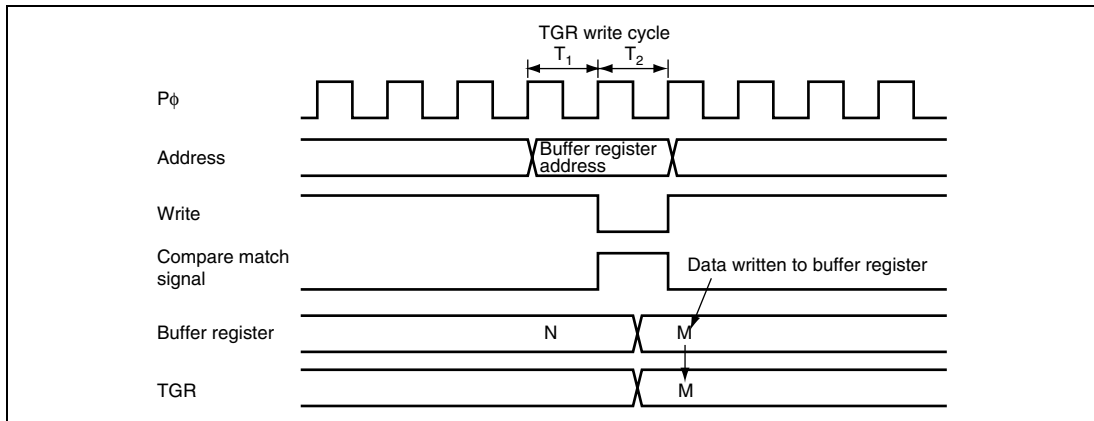 TGR write cycle
T1 T2
Pϕ
Address
Buffer register
address
Write
Compare match
signal
Data written to buffer register
Buffer register N M
TGR M